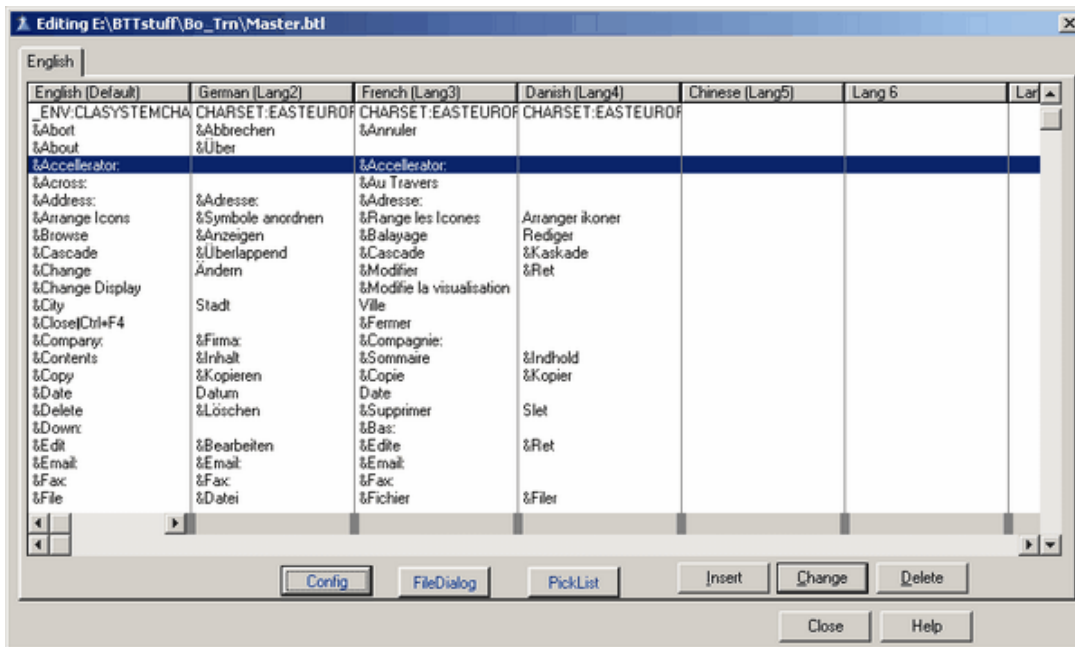 Editing E:\BTTstuff\Bo_Trn\Master.btl
English
English (Default) German (Lang2) French (Lang3) Danish (Lang4) Chinese (Lang5) Lang 6 Lan
_ENV:CLASYSTEMCHA CHARSET:EASTEUROF CHARSET:EASTEUROF CHARSET:EASTEUROF
&Abort &Abbrechen &Annuler
&About &Über
&Accellerator: &Accellerator:
&Across: &Au Travers
&Address: &Adresse: &Adresse:
&Arrange Icons &Symbole anordnen &Range les Icones Arranger ikoner
&Browse &Anzeigen &Balayage Rediger
&Cascade &Überlappend &Cascade &Kaskade
&Change Ändern &Modifier &Ret
&Change Display &Modifie la visualisation
&City Stadt Ville
&Close|Ctrl+F4 &Fermer
&Company: &Firma: &Compagnie:
&Contents &Inhalt &Sommaire &Indhold
&Copy &Kopieren &Copie &Kopier
&Date Datum Date
&Delete &Löschen &Supprimer Slet
&Down: &Bas:
&Edit &Bearbeiten &Edite &Ret
&Email: &Email: &Email:
&Fax: &Fax: &Fax:
&File &Datei &Fichier &Filer
Config FileDialog PickList Insert Change Delete
Close Help